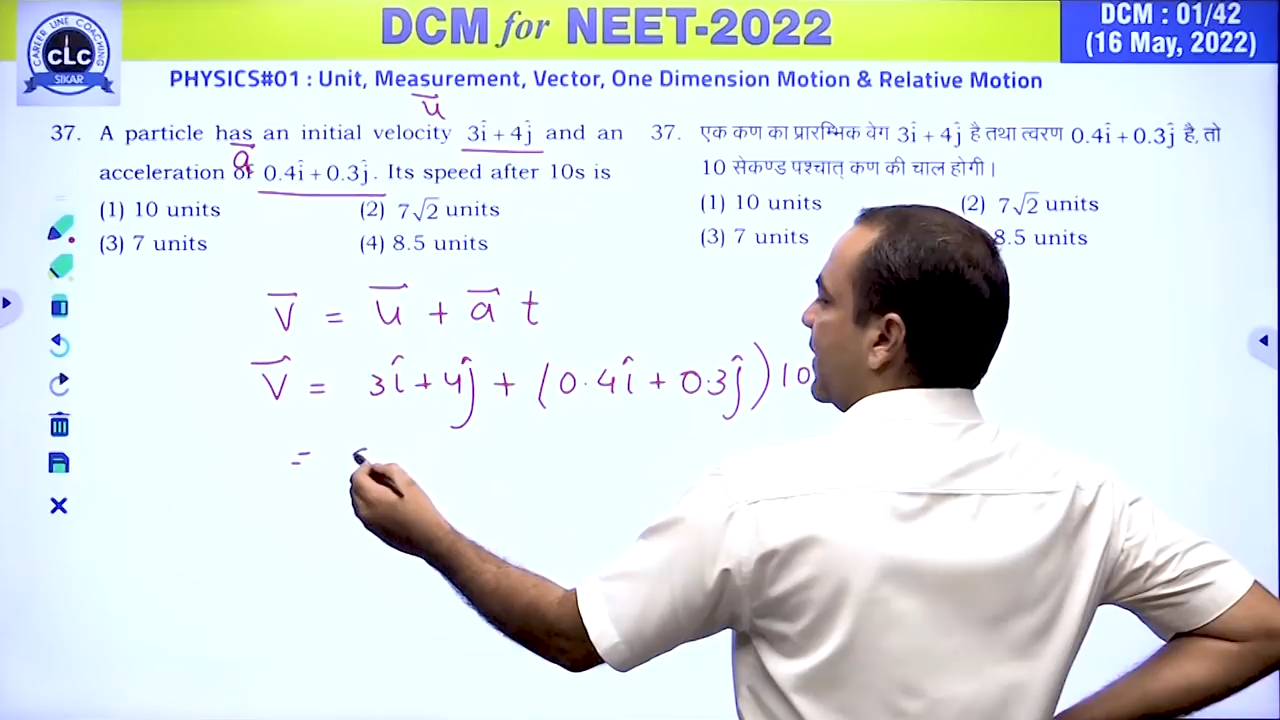 DCM for NEET-2022
DCM : 01/42
(16 May, 2022)
CAREER LINE COACHING
CLC
SIKAR
PHYSICS#01 : Unit, Measurement, Vector, One Dimension Motion & Relative Motion
u⃗
37. A particle has an initial velocity 3î + 4ĵ and an
a⃗
acceleration of 0.4î + 0.3ĵ. Its speed after 10s is
(1) 10 units (2) 7√2 units
(3) 7 units (4) 8.5 units
37. एक कण का प्रारम्भिक वेग 3î + 4ĵ है तथा त्वरण 0.4î + 0.3ĵ है, तो
10 सेकण्ड पश्चात् कण की चाल होगी।
(1) 10 units (2) 7√2 units
(3) 7 units 8.5 units
v⃗ = u⃗ + a⃗ t
v⃗ = 3î + 4ĵ + (0.4î + 0.3ĵ) 10
=